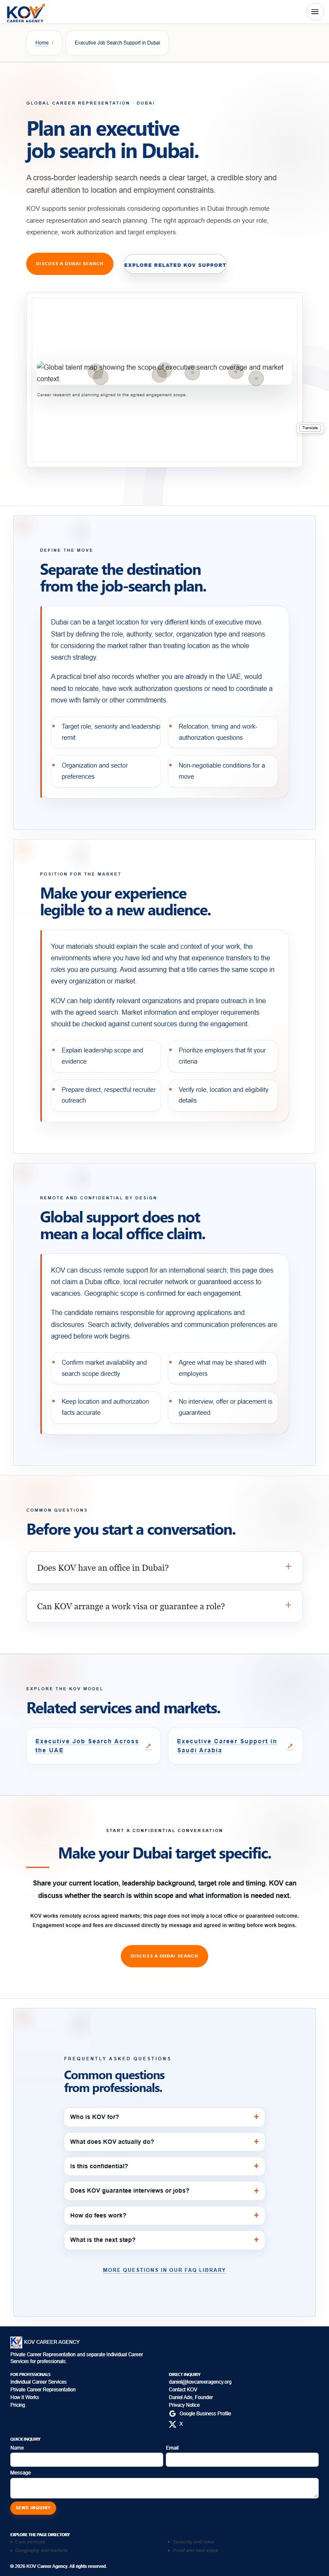 KOV
CAREER AGENCY
Home / Executive Job Search Support in Dubai
GLOBAL CAREER REPRESENTATION · DUBAI
Plan an executive
job search in Dubai.
A cross-border leadership search needs a clear target, a credible story and
careful attention to location and employment constraints.
KOV supports senior professionals considering opportunities in Dubai through remote
career representation and search planning. The right approach depends on your role,
experience, work authorization and target employers.
DISCUSS A DUBAI SEARCH
EXPLORE RELATED KOV SUPPORT
Global talent map showing the scope of executive search coverage and market
context.
Career research and planning aligned to the agreed engagement scope.
Translate
DEFINE THE MOVE
Separate the destination
from the job-search plan.
Dubai can be a target location for very different kinds of executive move.
Start by defining the role, authority, sector, organization type and reasons
for considering the market rather than treating location as the whole
search strategy.
A practical brief also records whether you are already in the UAE, would
need to relocate, have work authorization questions or need to coordinate a
move with family or other commitments.
Target role, seniority and leadership
remit
Relocation, timing and work-
authorization questions
Organization and sector
preferences
Non-negotiable conditions for a
move
POSITION FOR THE MARKET
Make your experience
legible to a new audience.
Your materials should explain the scale and context of your work, the
environments where you have led and why that experience transfers to the
roles you are pursuing. Avoid assuming that a title carries the same scope in
every organization or market.
KOV can help identify relevant organizations and prepare outreach in line
with the agreed search. Market information and employer requirements
should be checked against current sources during the engagement.
Explain leadership scope and
evidence
Prioritize employers that fit your
criteria
Prepare direct, respectful recruiter
outreach
Verify role, location and eligibility
details
REMOTE AND CONFIDENTIAL BY DESIGN
Global support does not
mean a local office claim.
KOV can discuss remote support for an international search; this page does
not claim a Dubai office, local recruiter network or guaranteed access to
vacancies. Geographic scope is confirmed for each engagement.
The candidate remains responsible for approving applications and
disclosures. Search activity, deliverables and communication preferences are
agreed before work begins.
Confirm market availability and
search scope directly
Agree what may be shared with
employers
Keep location and authorization
facts accurate
No interview, offer or placement is
guaranteed
COMMON QUESTIONS
Before you start a conversation.
Does KOV have an office in Dubai? +
Can KOV arrange a work visa or guarantee a role? +
EXPLORE THE KOV MODEL
Related services and markets.
Executive Job Search Across
the UAE
Executive Career Support in
Saudi Arabia
START A CONFIDENTIAL CONVERSATION
Make your Dubai target specific.
Share your current location, leadership background, target role and timing. KOV can
discuss whether the search is within scope and what information is needed next.
KOV works remotely across agreed markets; this page does not imply a local office or guaranteed outcome.
Engagement scope and fees are discussed directly by message and agreed in writing before work begins.
DISCUSS A DUBAI SEARCH
FREQUENTLY ASKED QUESTIONS
Common questions
from professionals.
Who is KOV for? +
What does KOV actually do? +
Is this confidential? +
Does KOV guarantee interviews or jobs? +
How do fees work? +
What is the next step? +
MORE QUESTIONS IN OUR FAQ LIBRARY
KOV CAREER AGENCY
Private Career Representation and separate Individual Career
Services for professionals.
FOR PROFESSIONALS
Individual Career Services
Private Career Representation
How It Works
Pricing
DIRECT INQUIRY
daniel@kovcareeragency.org
Contact KOV
Daniel Ade, Founder
Privacy Notice
Google Business Profile
X
QUICK INQUIRY
Name
Email
Message
SEND INQUIRY
EXPLORE THE PAGE DIRECTORY
© 2026 KOV Career Agency. All rights reserved.